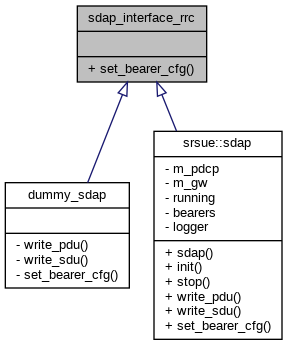 sdap_interface_rrc
+ set_bearer_cfg()
dummy_sdap
- write_pdu()
- write_sdu()
- set_bearer_cfg()
srsue::sdap
- m_pdcp
- m_gw
- running
- bearers
- logger
+ sdap()
+ init()
+ stop()
+ write_pdu()
+ write_sdu()
+ set_bearer_cfg()